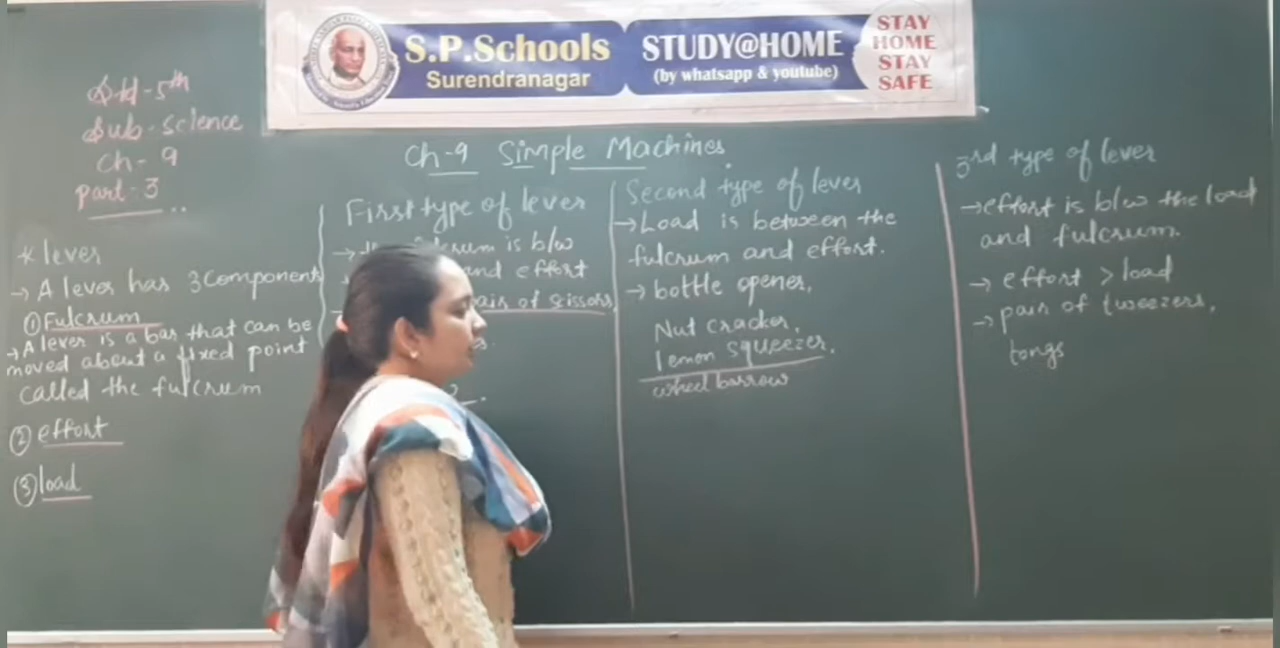 S.P.Schools
Surendranagar
STUDY@HOME
(by whatsapp & youtube)
STAY
HOME
STAY
SAFE
Std - 5th
Sub - science
Ch - 9
part - 3
Ch-9 Simple Machines.
* lever
→ A lever has 3 components
① Fulcrum
→ A lever is a bar that can be
moved about a fixed point
called the fulcrum
② effort
③ load
First type of lever
is b/w
and effort
pair of scissors,
Second type of lever
→ Load is between the
fulcrum and effort.
→ bottle opener,
Nut cracker,
lemon squeezer.
wheel barrow
3rd type of lever
→ effort is b/w the load
and fulcrum.
→ effort > load
→ pair of tweezers,
tongs